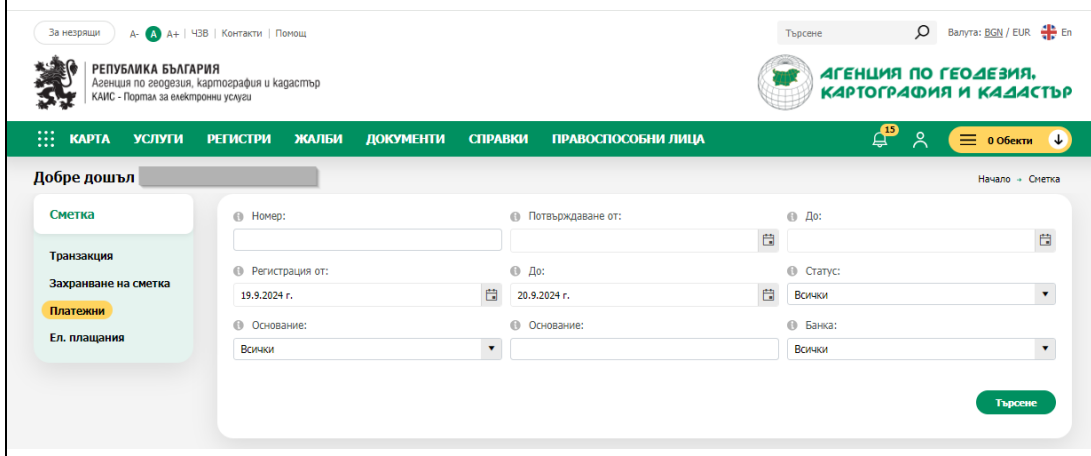 За незрящи А- А А+ | ЧЗВ | Контакти | Помощ Търсене Валута: BGN / EUR En
РЕПУБЛИКА БЪЛГАРИЯ
Агенция по геодезия, картография и кадастър
КАИС - Портал за електронни услуги
АГЕНЦИЯ ПО ГЕОДЕЗИЯ,
КАРТОГРАФИЯ И КАДАСТЪР
КАРТА УСЛУГИ РЕГИСТРИ ЖАЛБИ ДОКУМЕНТИ СПРАВКИ ПРАВОСПОСОБНИ ЛИЦА 15 0 Обекти
Добре дошъл Начало Сметка
Сметка
Транзакция
Захранване на сметка
Платежни
Ел. плащания
Номер: Потвърждаване от: До:
Регистрация от: До: Статус:
19.9.2024 г. 20.9.2024 г. Всички
Основание: Основание: Банка:
Всички Всички
Търсене